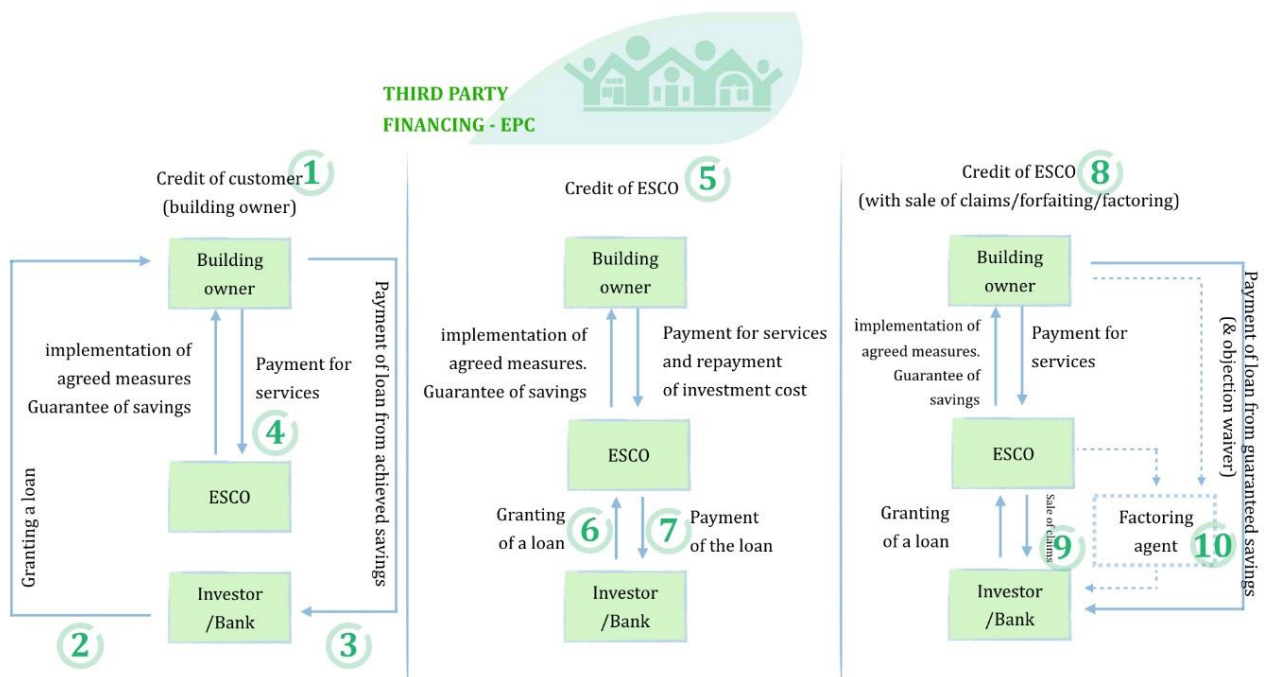 THIRD PARTY
FINANCING - EPC
Credit of customer
(building owner)
1
Building
owner
implementation of
agreed measures
Guarantee of savings
Payment for
services
4
ESCO
Granting a loan
Payment of loan from achieved savings
Investor
/Bank
2
3
Credit of ESCO
5
Building
owner
implementation of
agreed measures.
Guarantee of savings
Payment for services
and repayment
of investment cost
ESCO
Granting
of a loan
6
7
Payment
of the loan
Investor
/Bank
Credit of ESCO
8
(with sale of claims/forfaiting/factoring)
Building
owner
implementation of
agreed measures.
Guarantee of
savings
Payment for
services
ESCO
Granting
of a loan
Sale of claims
9
Factoring
agent
10
Payment of loan from guaranteed savings
(& objection waiver)
Investor
/Bank